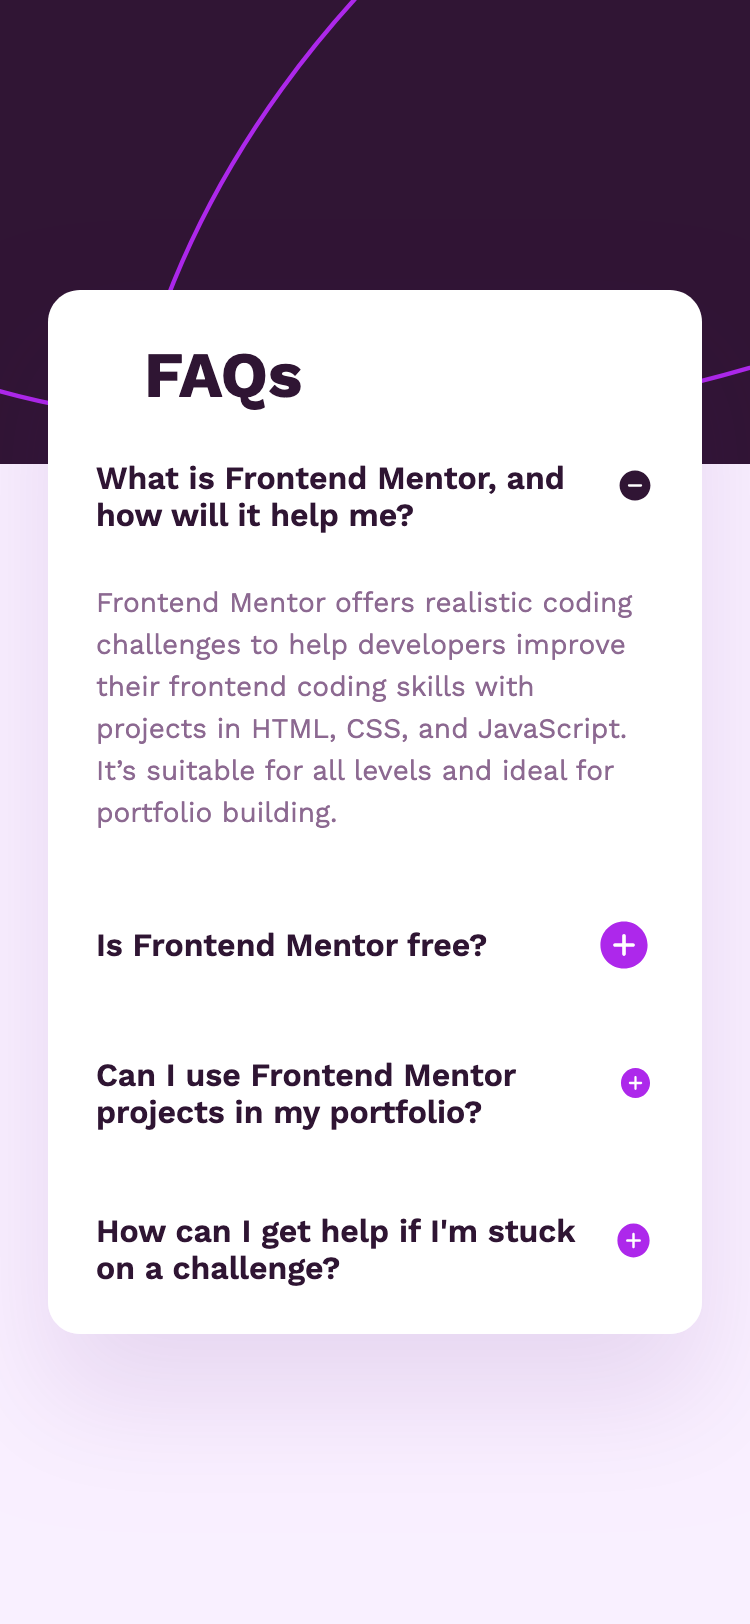 FAQs
What is Frontend Mentor, and
how will it help me?
Frontend Mentor offers realistic coding
challenges to help developers improve
their frontend coding skills with
projects in HTML, CSS, and JavaScript.
It’s suitable for all levels and ideal for
portfolio building.
Is Frontend Mentor free?
Can I use Frontend Mentor
projects in my portfolio?
How can I get help if I'm stuck
on a challenge?